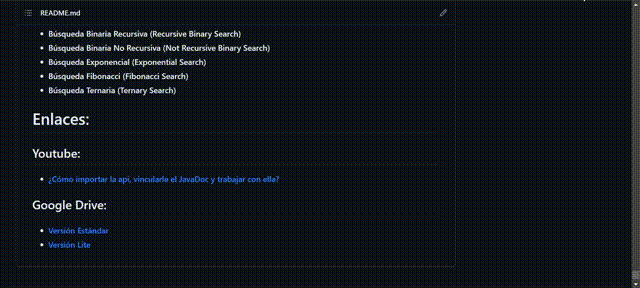 README.md
Búsqueda Binaria Recursiva (Recursive Binary Search)
Búsqueda Binaria No Recursiva (Not Recursive Binary Search)
Búsqueda Exponencial (Exponential Search)
Búsqueda Fibonacci (Fibonacci Search)
Búsqueda Ternaria (Ternary Search)
Enlaces:
Youtube:
¿Cómo importar la api, vincularle el JavaDoc y trabajar con ella?
Google Drive:
Versión Estándar
Versión Lite